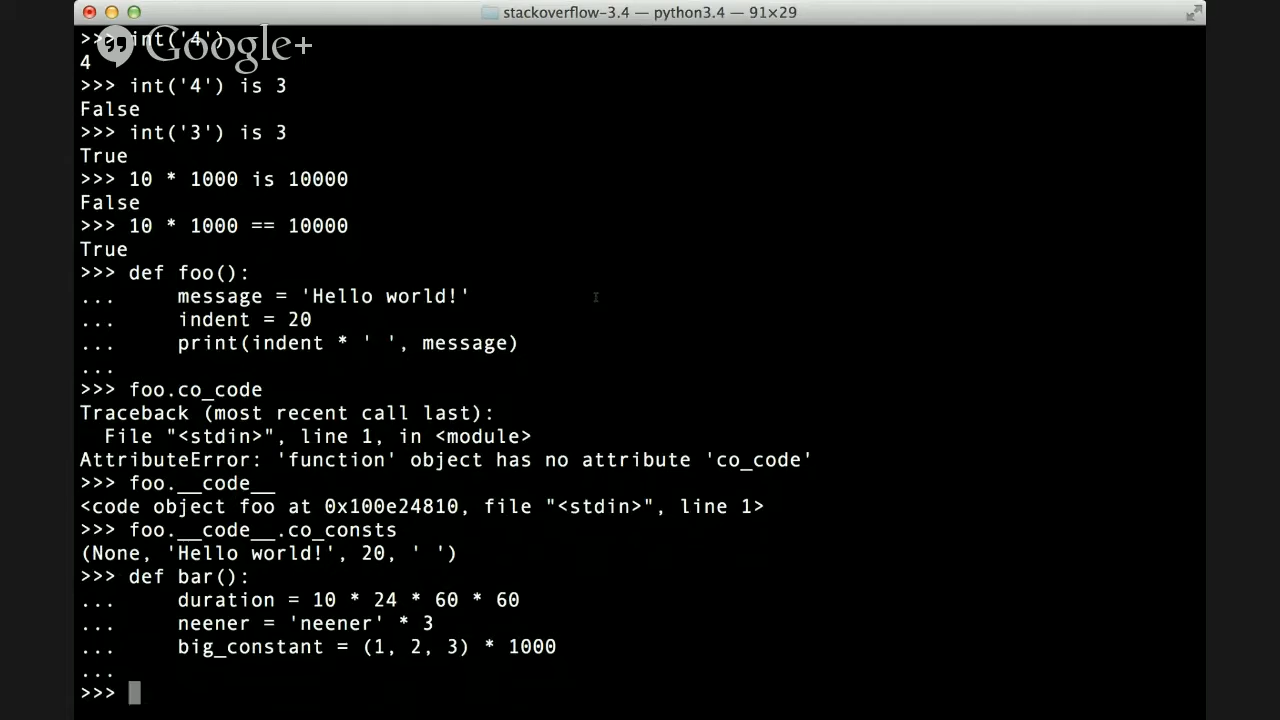 stackoverflow-3.4 — python3.4 — 91×29
>>> int('4')
Google+
4
>>> int('4') is 3
False
>>> int('3') is 3
True
>>> 10 * 1000 is 10000
False
>>> 10 * 1000 == 10000
True
>>> def foo():
...     message = 'Hello world!'
...     indent = 20
...     print(indent * ' ', message)
...
>>> foo.co_code
Traceback (most recent call last):
  File "<stdin>", line 1, in <module>
AttributeError: 'function' object has no attribute 'co_code'
>>> foo.__code__
<code object foo at 0x100e24810, file "<stdin>", line 1>
>>> foo.__code__.co_consts
(None, 'Hello world!', 20, ' ')
>>> def bar():
...     duration = 10 * 24 * 60 * 60
...     neener = 'neener' * 3
...     big_constant = (1, 2, 3) * 1000
...
>>>